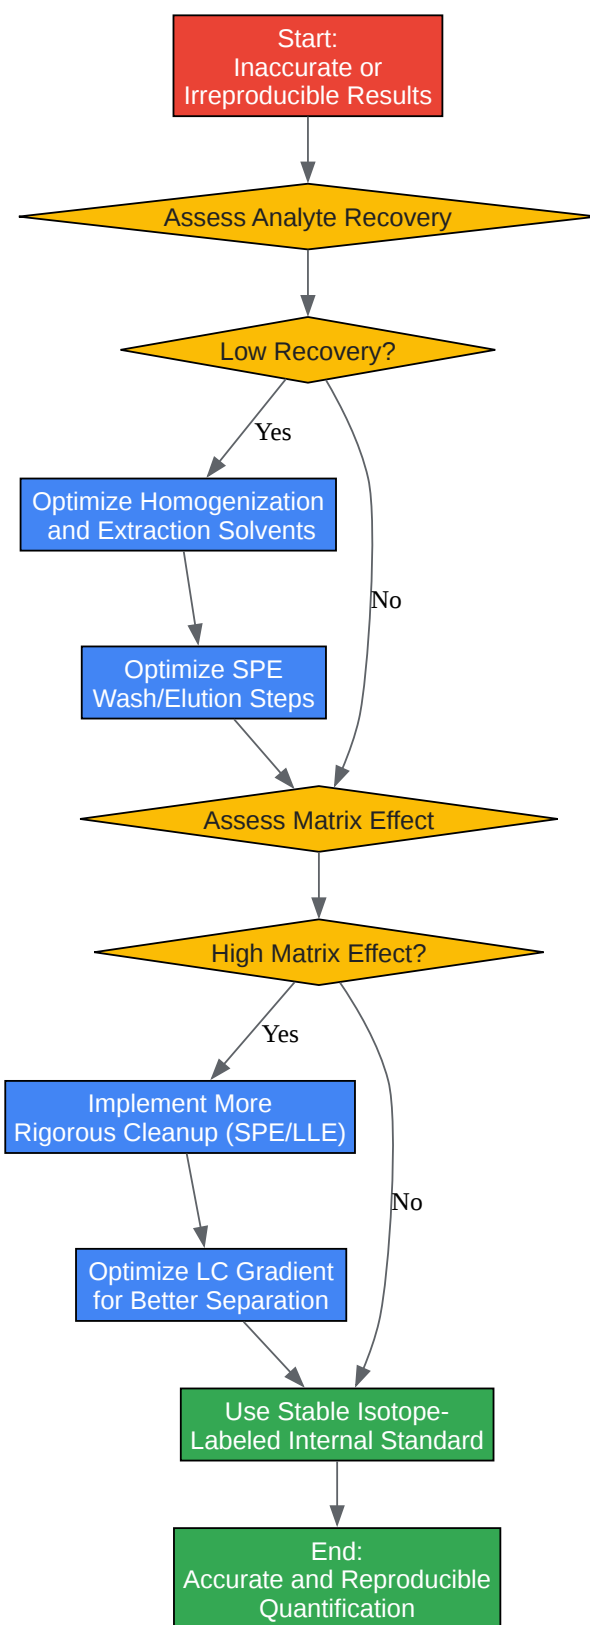 Start:
Inaccurate or
Irreproducible Results
Assess Analyte Recovery
Low Recovery?
Yes
Optimize Homogenization
and Extraction Solvents
No
Optimize SPE
Wash/Elution Steps
Assess Matrix Effect
High Matrix Effect?
Yes
Implement More
Rigorous Cleanup (SPE/LLE)
No
Optimize LC Gradient
for Better Separation
Use Stable Isotope-
Labeled Internal Standard
End:
Accurate and Reproducible
Quantification